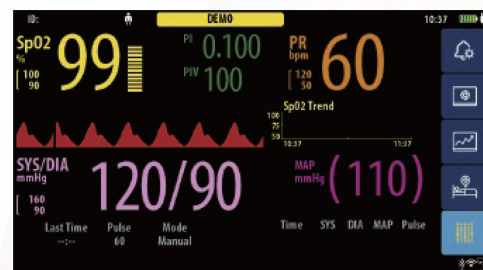 ID: DEMO 10:37
SpO2 % 99 100 90
PI 0.100
PIV 100
PR bpm 60 120 50
SpO2 Trend
100
75
50
10:37 11:37
SYS/DIA mmHg 120/90 160 90
MAP mmHg (110)
Last Time Pulse Mode
--:-- 60 Manual
Time SYS DIA MAP Pulse